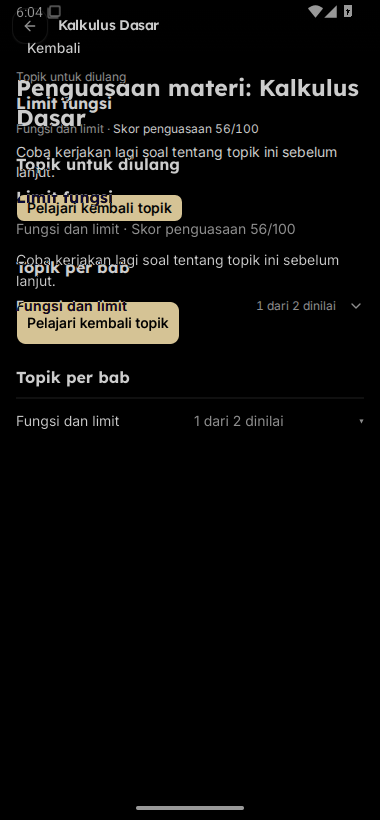 6:04
Kalkulus Dasar
Kembali
Topik untuk diulang
Penguasaan materi: Kalkulus
Dasar
Limit fungsi
Fungsi dan limit · Skor penguasaan 56/100
Coba kerjakan lagi soal tentang topik ini sebelum
lanjut.
Topik untuk diulang
Limit fungsi
Pelajari kembali topik
Fungsi dan limit · Skor penguasaan 56/100
Coba kerjakan lagi soal tentang topik ini sebelum
lanjut.
Topik per bab
Fungsi dan limit 1 dari 2 dinilai
Pelajari kembali topik
Topik per bab
Fungsi dan limit 1 dari 2 dinilai